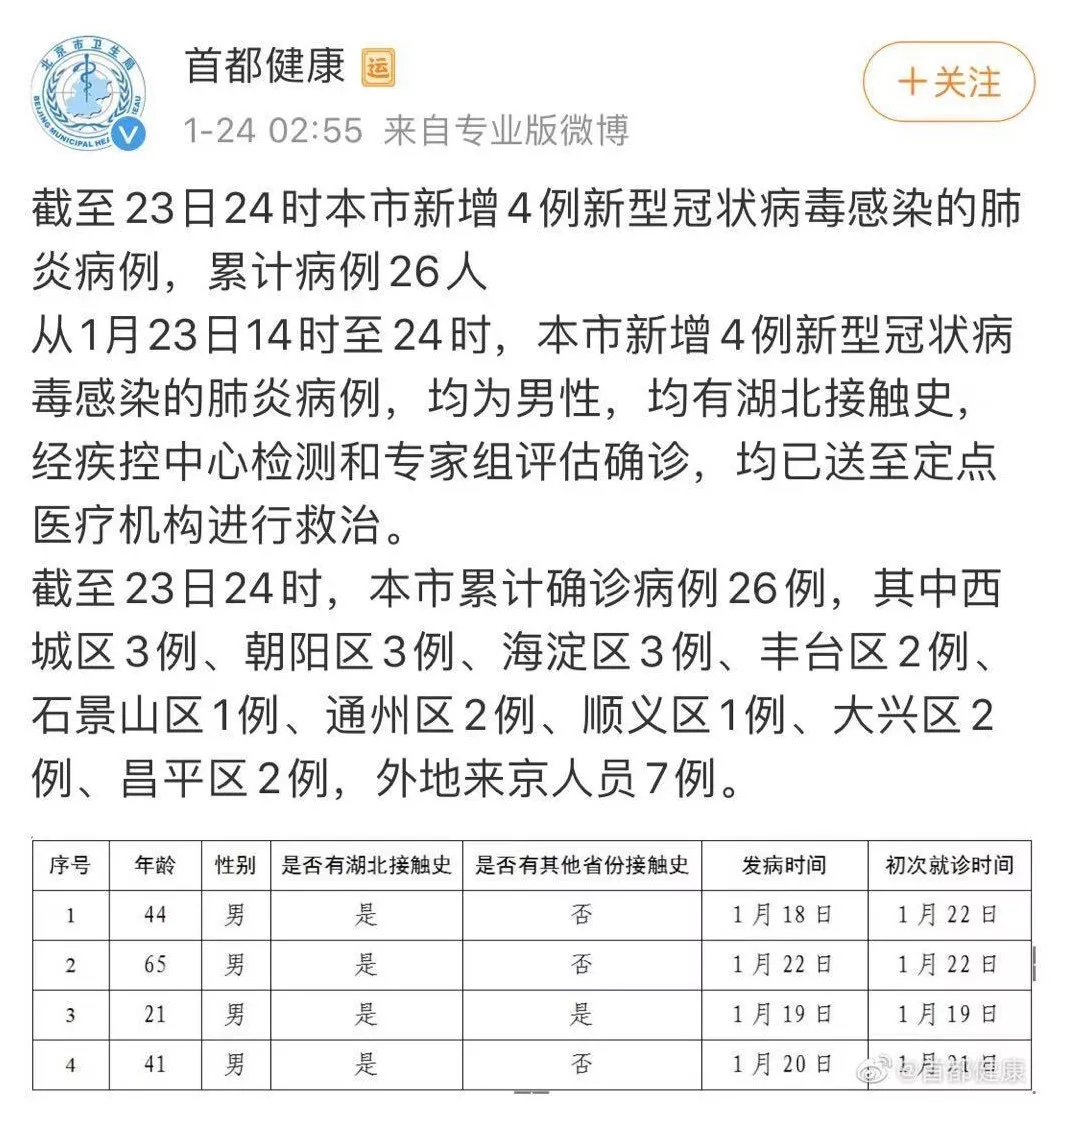 北京市卫生局
BEIJING MUNICIPAL HE
EAU
首都健康 运
+关注
1-24 02:55 来自专业版微博
截至23日24时本市新增4例新型冠状病毒感染的肺
炎病例，累计病例26人
从1月23日14时至24时，本市新增4例新型冠状病
毒感染的肺炎病例，均为男性，均有湖北接触史，
经疾控中心检测和专家组评估确诊，均已送至定点
医疗机构进行救治。
截至23日24时，本市累计确诊病例26例，其中西
城区3例、朝阳区3例、海淀区3例、丰台区2例、
石景山区1例、通州区2例、顺义区1例、大兴区2
例、昌平区2例，外地来京人员7例。
序号 年龄 性别 是否有湖北接触史 是否有其他省份接触史 发病时间 初次就诊时间
1 44 男 是 否 1月18日 1月22日
2 65 男 是 否 1月22日 1月22日
3 21 男 是 是 1月19日 1月19日
4 41 男 是 否 1月20日 1月21日
@首都健康